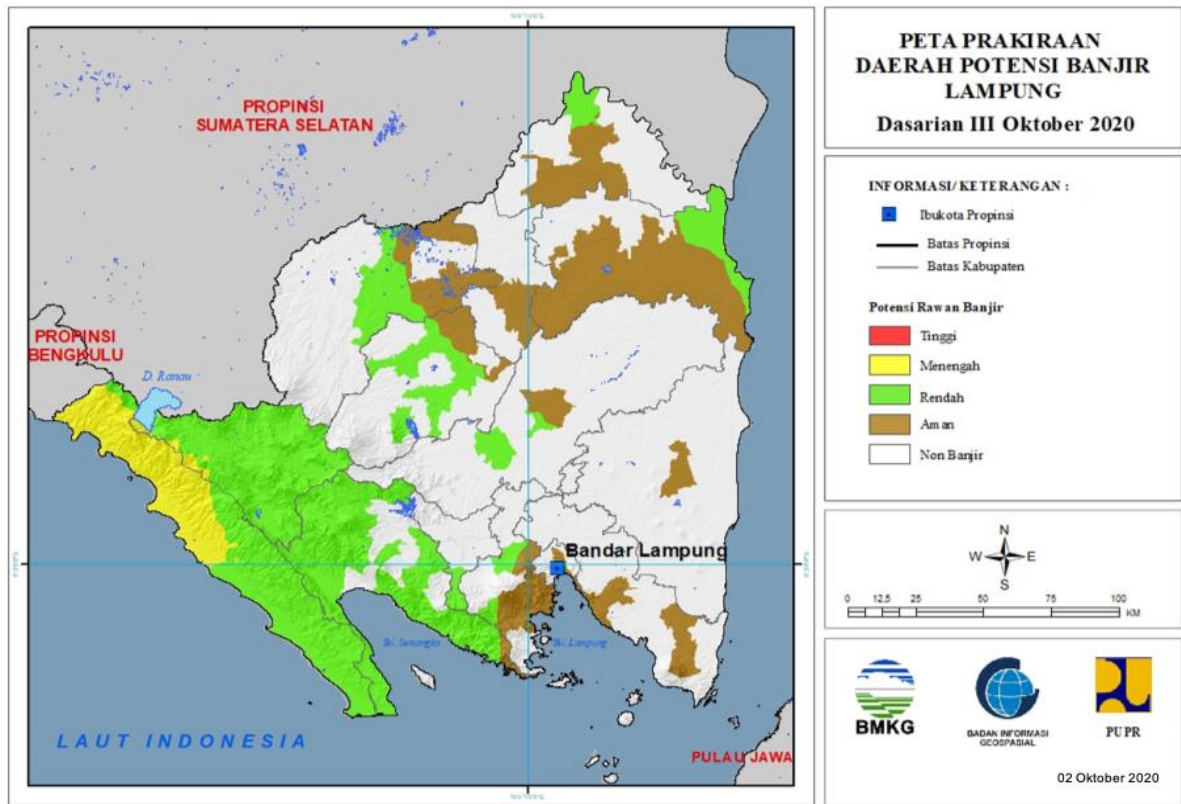 PROPINSI
SUMATERA SELATAN
PROPINSI
BENGKULU
D. Ranau
Bandar Lampung
Tel. Lampung
LAUT INDONESIA
PULAU JAWA
PETA PRAKIRAAN
DAERAH POTENSI BANJIR
LAMPUNG
Dasarian III Oktober 2020
INFORMASI/ KETERANGAN :
Ibukota Propinsi
Batas Propinsi
Batas Kabupaten
Potensi Rawan Banjir
Tinggi
Menengah
Rendah
Aman
Non Banjir
N
W E
S
0 12,5 25 50 75 100
KM
BMKG
BADAN INFORMASI
GEOSPASIAL
PUPR
02 Oktober 2020